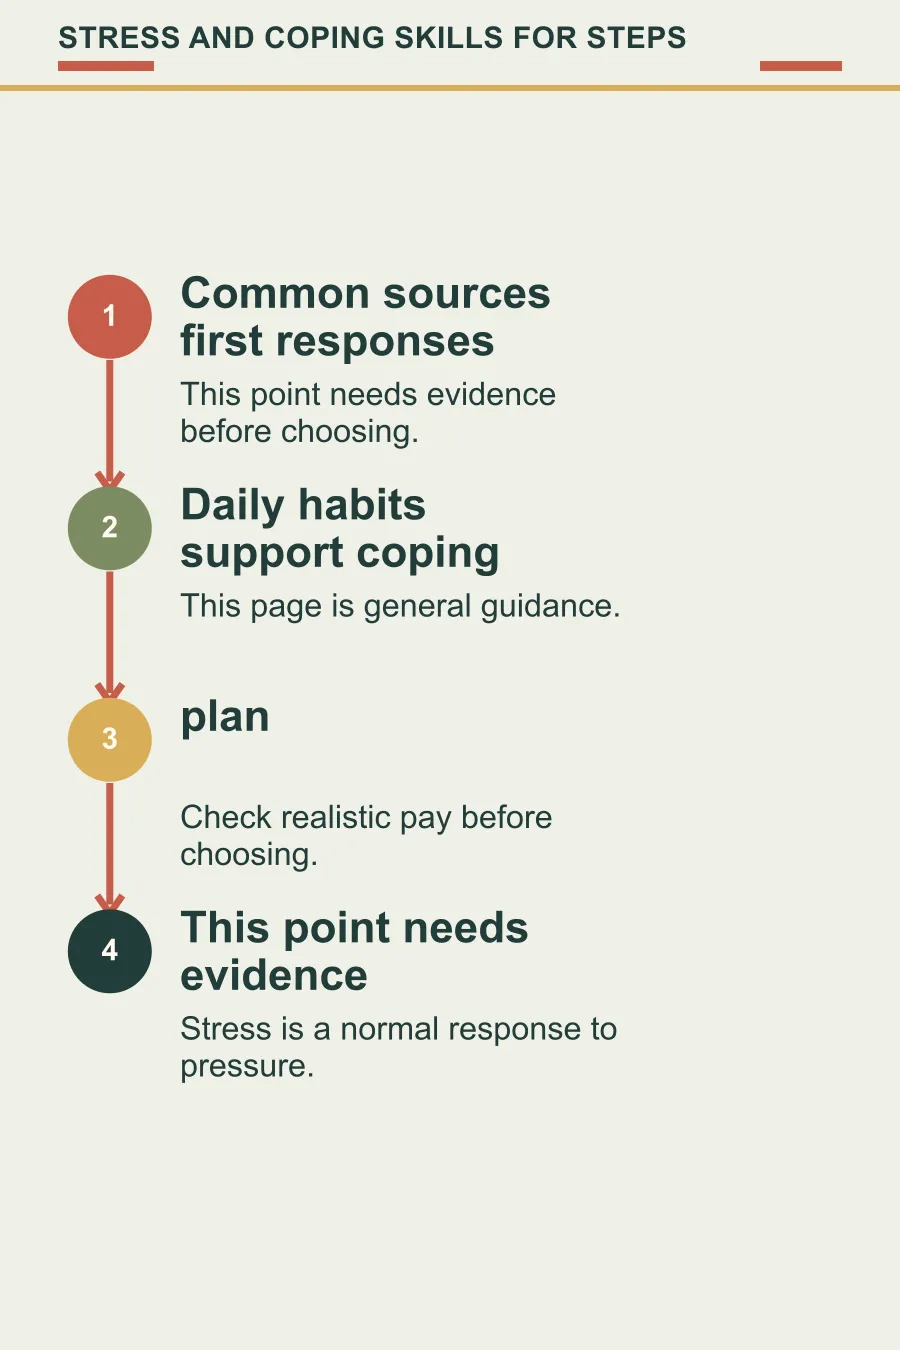 STRESS AND COPING SKILLS FOR STEPS
1
Common sources
first responses
This point needs evidence
before choosing.
2
Daily habits
support coping
This page is general guidance.
3
plan
Check realistic pay before
choosing.
4
This point needs
evidence
Stress is a normal response to
pressure.